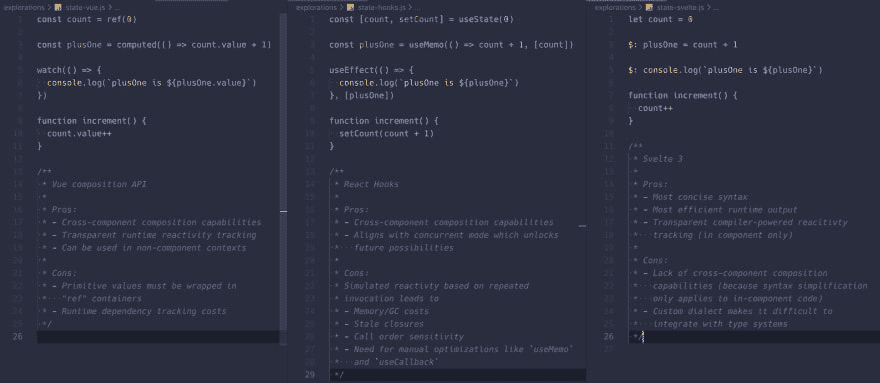 explorations > state-vue.js > ...
1 const count = ref(0)
2
3 const plusOne = computed(() => count.value + 1)
4
5 watch(() => {
6 console.log(`plusOne is ${plusOne.value}`)
7 })
8
9 function increment() {
10 count.value++
11 }
12
13 /**
14 * Vue composition API
15 *
16 * Pros:
17 * - Cross-component composition capabilities
18 * - Transparent runtime reactivity tracking
19 * - Can be used in non-component contexts
20 *
21 * Cons:
22 * - Primitive values must be wrapped in
23 * "ref" containers
24 * - Runtime dependency tracking costs
25 */
26
explorations > state-hooks.js > ...
1 const [count, setCount] = useState(0)
2
3 const plusOne = useMemo(() => count + 1, [count])
4
5 useEffect(() => {
6 console.log(`plusOne is ${plusOne}`)
7 }, [plusOne])
8
9 function increment() {
10 setCount(count + 1)
11 }
12
13 /**
14 * React Hooks
15 *
16 * Pros:
17 * - Cross-component composition capabilities
18 * - Aligns with concurrent mode which unlocks
19 * future possibilities
20 *
21 * Cons:
22 Simulated reactivty based on repeated
23 * invocation leads to
24 * - Memory/GC costs
25 * - Stale closures
26 * - Call order sensitivity
27 * - Need for manual optimizations like `useMemo`
28 * and `useCallback`
29 */
explorations > state-svelte.js > ...
1 let count = 0
2
3 $: plusOne = count + 1
4
5 $: console.log(`plusOne is ${plusOne}`)
6
7 function increment() {
8 count++
9 }
10
11 /**
12 * Svelte 3
13 *
14 * Pros:
15 * - Most concise syntax
16 * - Most efficient runtime output
17 * - Transparent compiler-powered reacitivty
18 * tracking (in component only)
19 *
20 * Cons:
21 * - Lack of cross-component composition
22 * capabilities (because syntax simplification
23 * only applies to in-component code)
24 * - Custom dialect makes it difficult to
25 * integrate with type systems
26 */
27